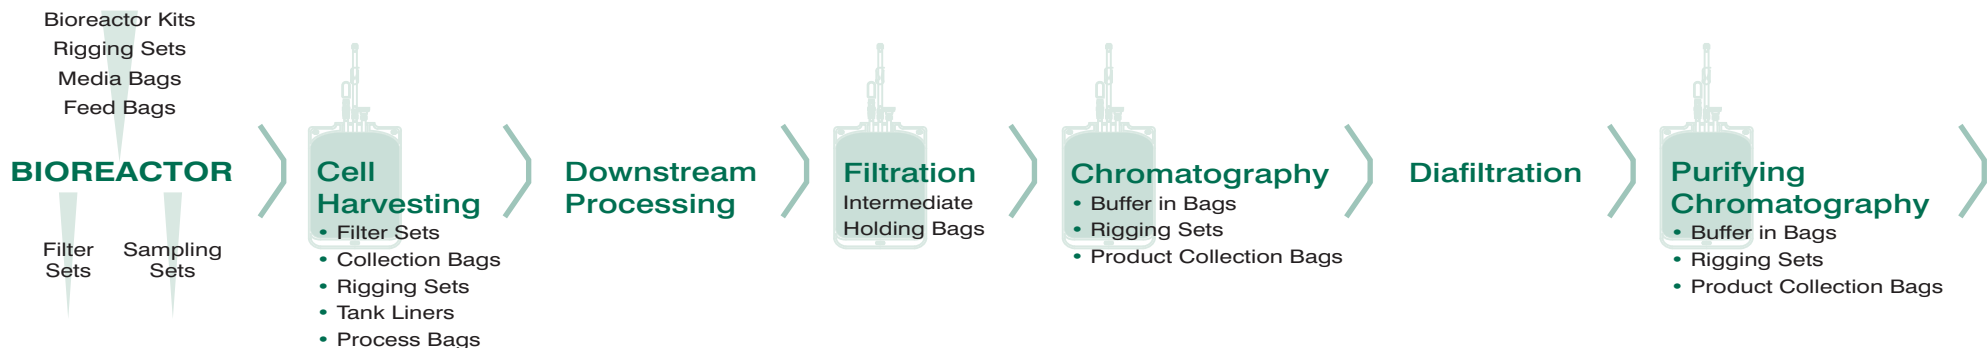 Bioreactor Kits
Rigging Sets
Media Bags
Feed Bags
BIOREACTOR
Filter
Sets
Sampling
Sets
Cell
Harvesting
• Filter Sets
• Collection Bags
• Rigging Sets
• Tank Liners
• Process Bags
Downstream
Processing
Filtration
Intermediate
Holding Bags
Chromatography
• Buffer in Bags
• Rigging Sets
• Product Collection Bags
Diafiltration
Purifying
Chromatography
• Buffer in Bags
• Rigging Sets
• Product Collection Bags